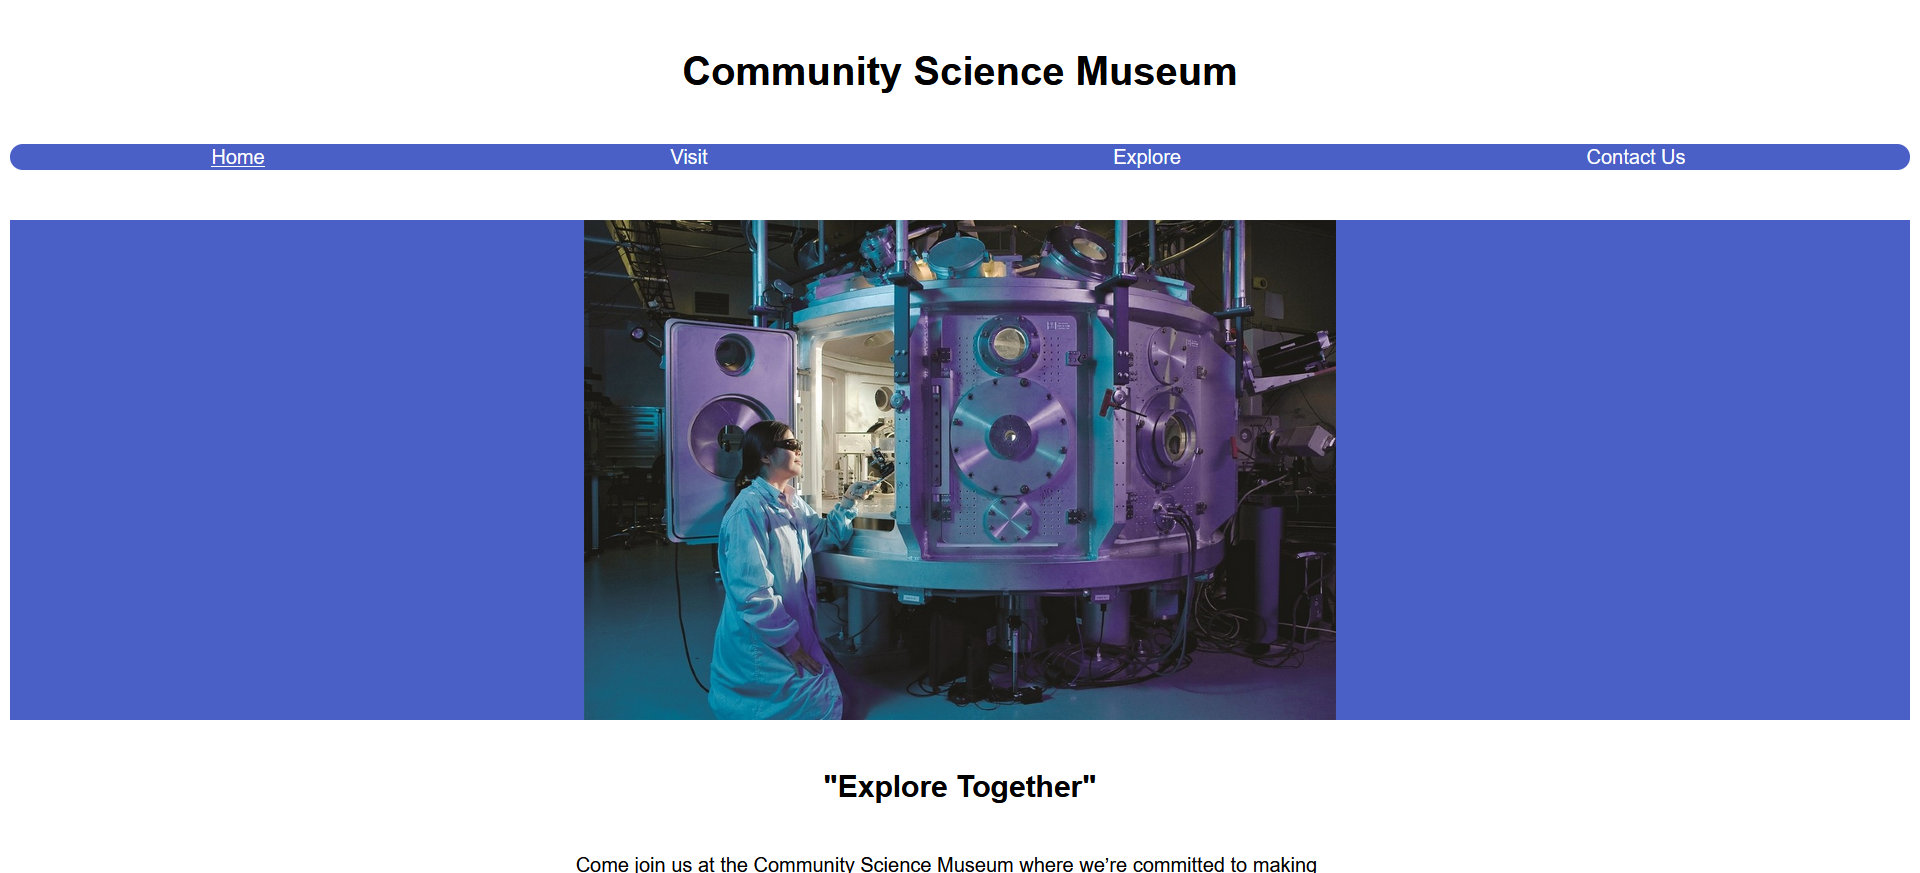 Community Science Museum
Home Visit Explore Contact Us
"Explore Together"
Come join us at the Community Science Museum where we’re committed to making